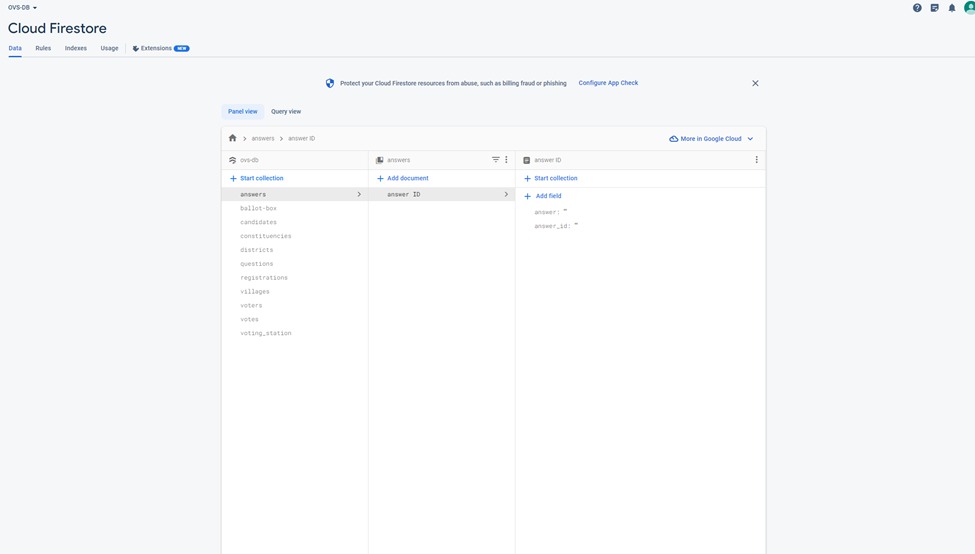 OVS-DB
Cloud Firestore
Data Rules Indexes Usage Extensions NEW
Protect your Cloud Firestore resources from abuse, such as billing fraud or phishing Configure App Check
Panel view Query view
answers answer ID More in Google Cloud
ovs-db answers answer ID
Start collection Add document Start collection
answers answer ID Add field
ballot-box answer: ""
candidates answer_id: ""
constituencies
districts
questions
registrations
villages
voters
votes
voting_station